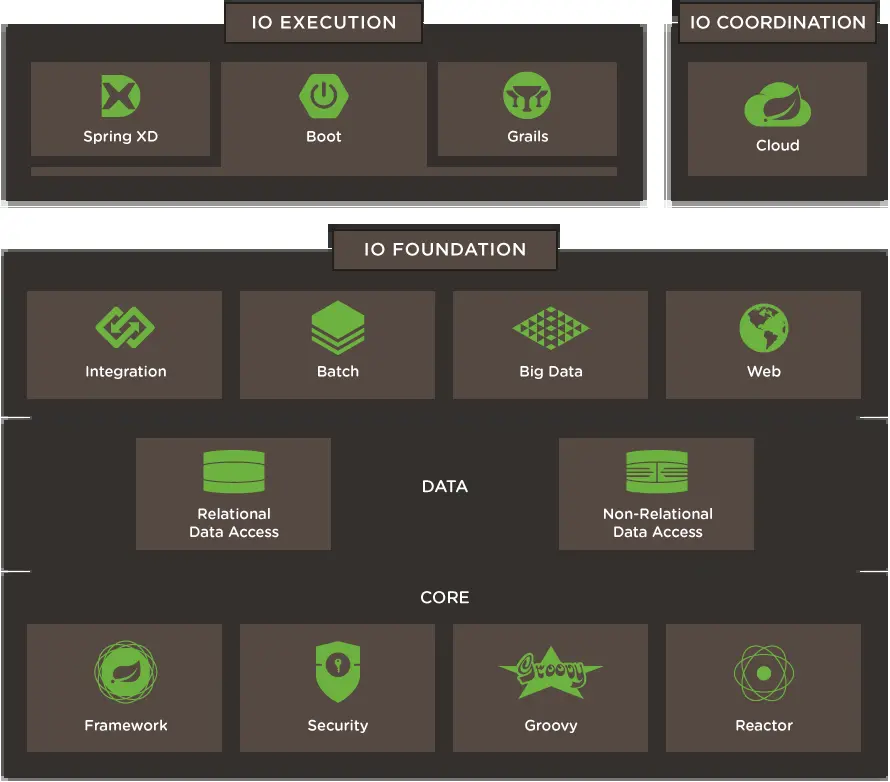 IO EXECUTION
IO COORDINATION
Spring XD
Boot
Grails
Cloud
IO FOUNDATION
Integration
Batch
Big Data
Web
Relational
Data Access
DATA
Non-Relational
Data Access
CORE
Framework
Security
Groovy
Groovy
Reactor